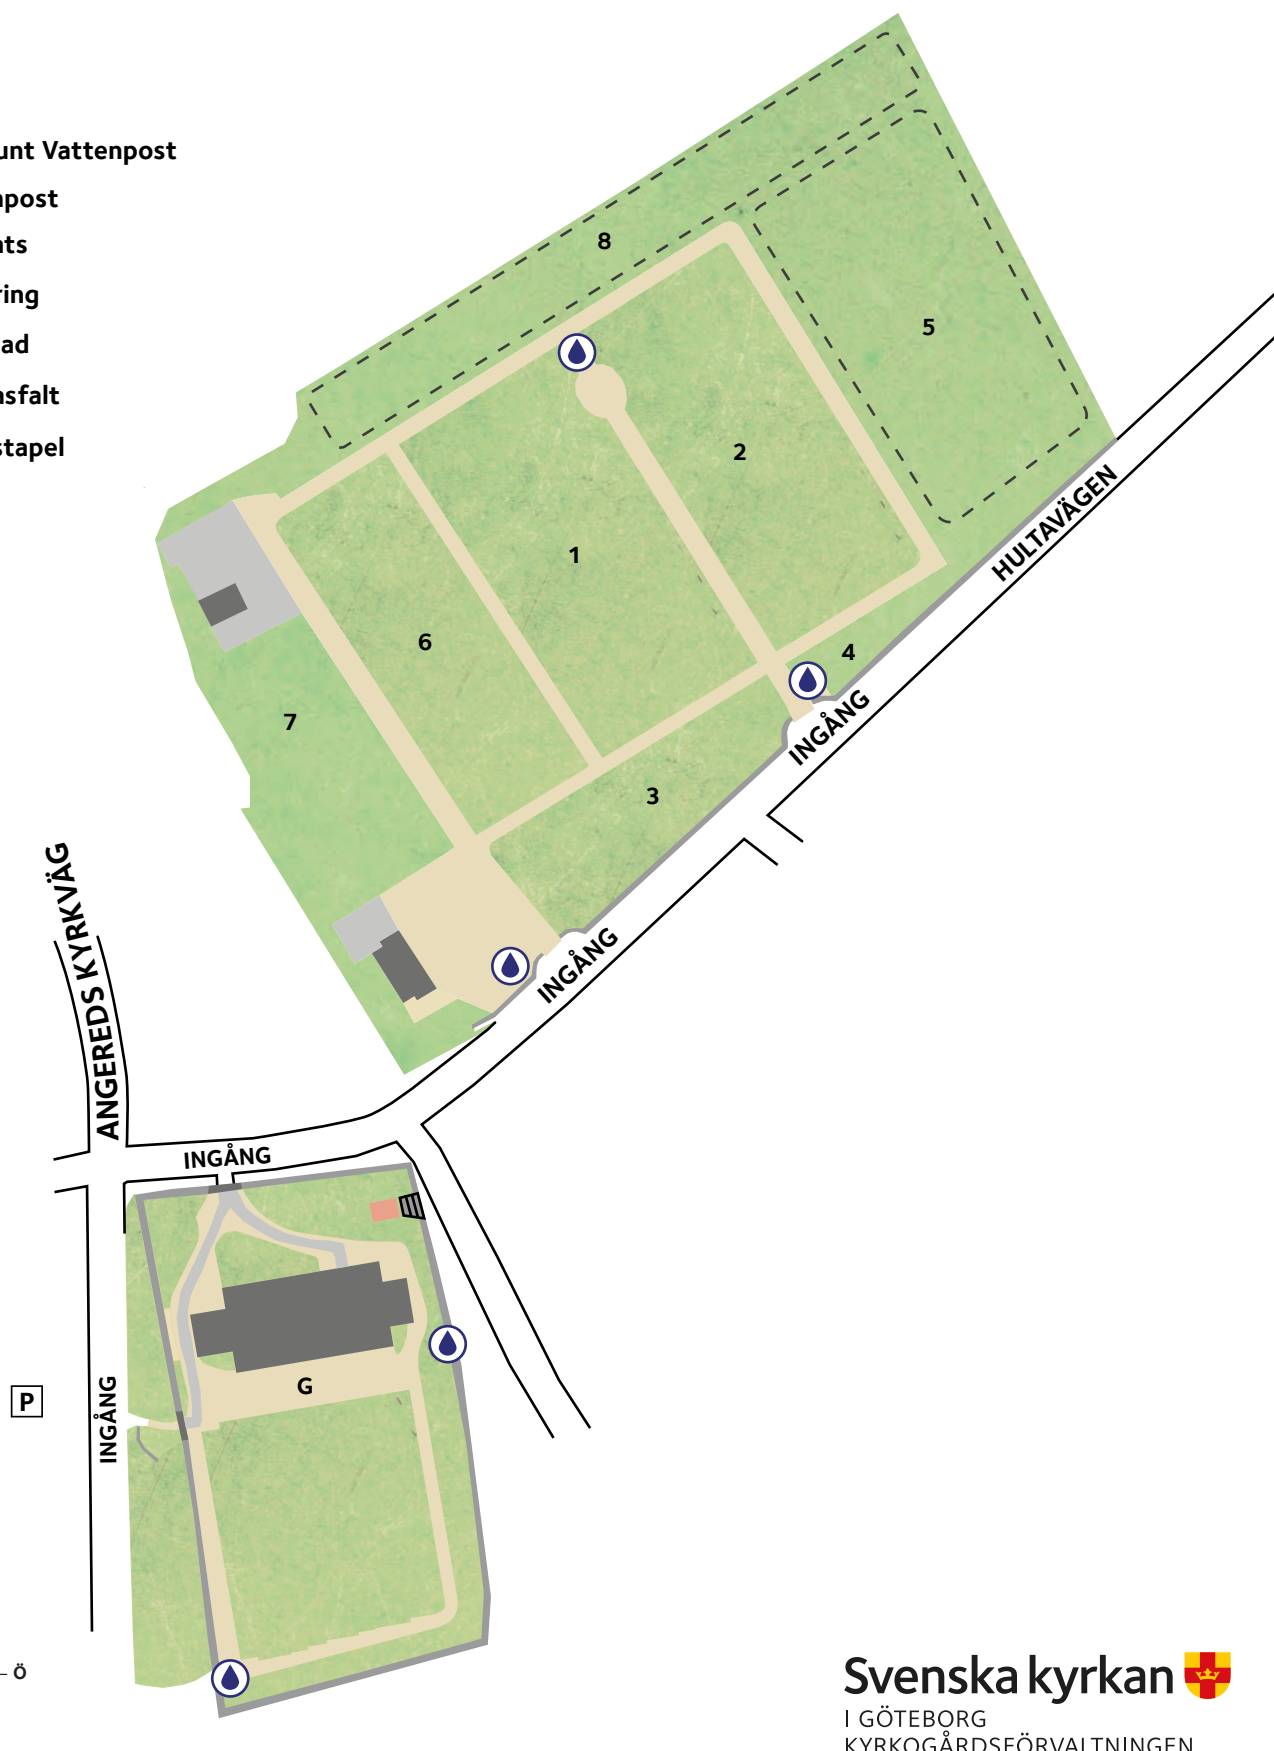 unt Vattenpost
post
ts
ring
ad
asfalt
stapel
8
5
2
1
6
4
7
3
HULTAVÄGEN
INGÅNG
INGÅNG
ANGEREDS KYRKVÄG
INGÅNG
G
P
INGÅNG
Ö
Svenska kyrkan
I GÖTEBORG
KYRKOGÅRDSFÖRVALTNINGEN